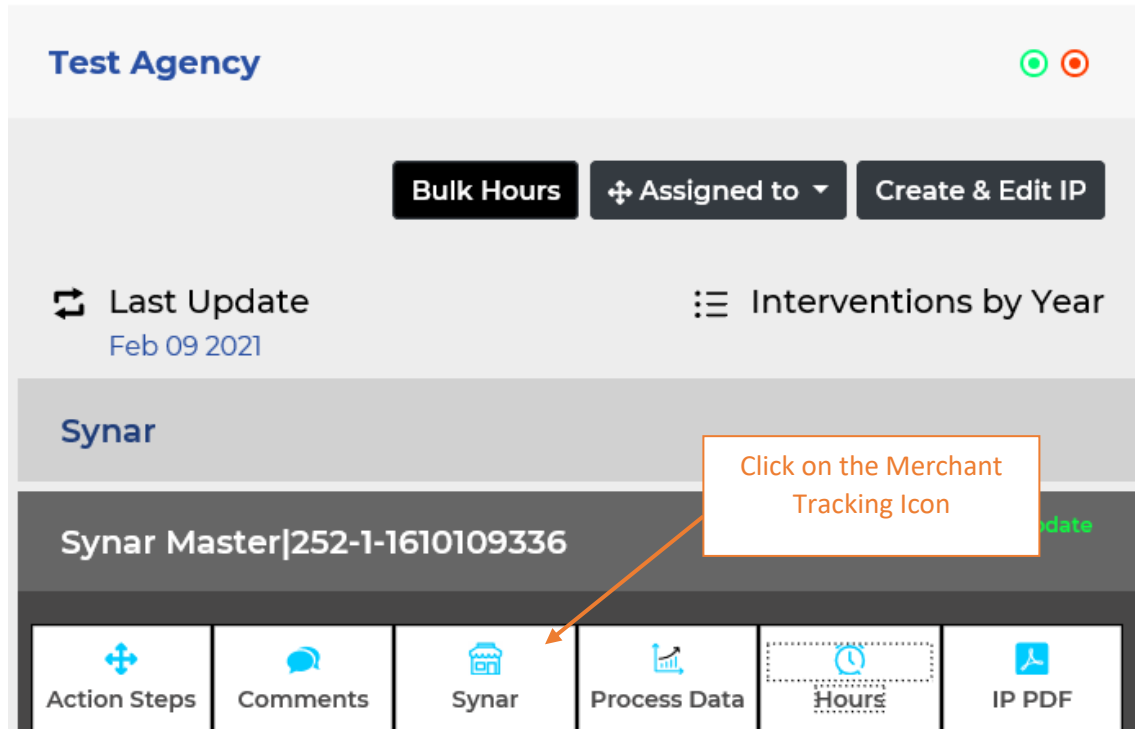 Test Agency
Bulk Hours
Assigned to
Create & Edit IP
Last Update
Interventions by Year
Feb 09 2021
Synar
Click on the Merchant
Tracking Icon
Synar Master|252-1-1610109336
Action Steps
Comments
Synar
Process Data
Hours
IP PDF